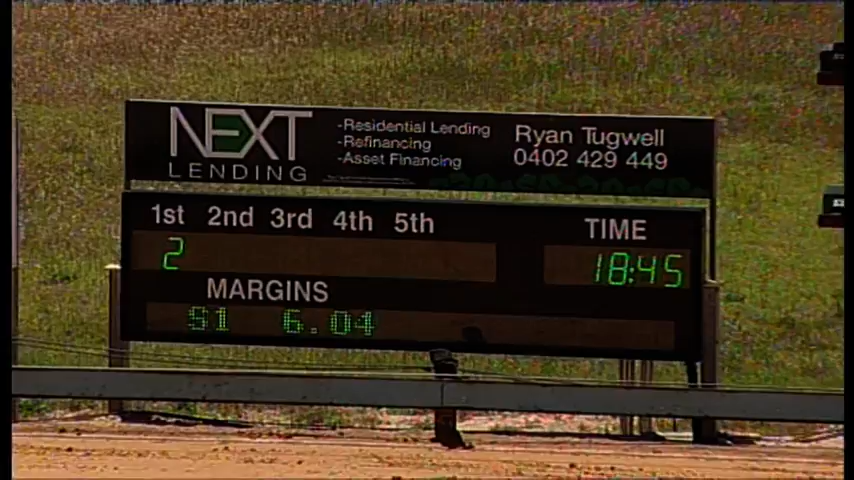 NEXT
LENDING
-Residential Lending
-Refinancing
-Asset Financing
Ryan Tugwell
0402 429 449
1st 2nd 3rd 4th 5th TIME
2 18:45
MARGINS
91 6.04